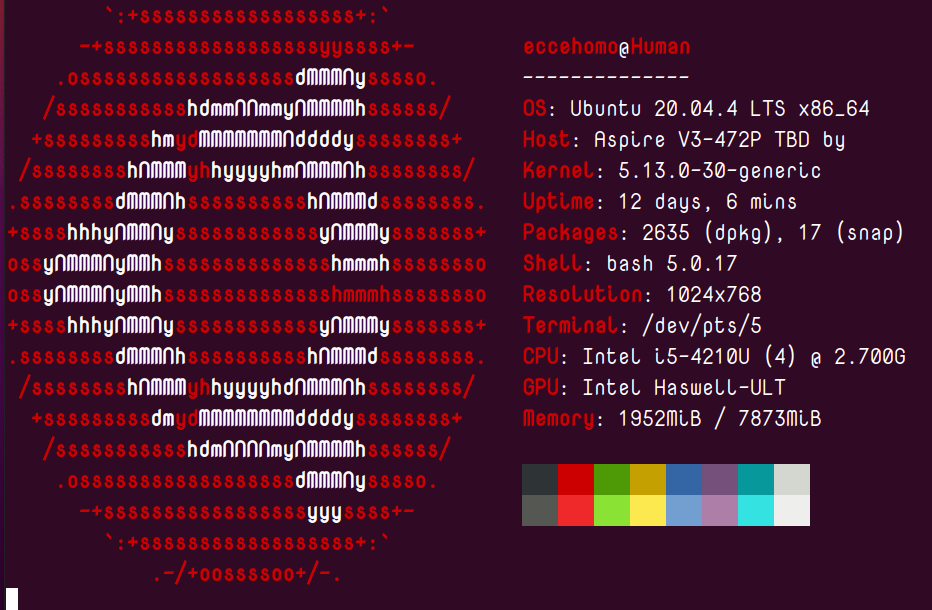 `:+ssssssssssssssssss+:`
-+ssssssssssssssssssyyssss+- eccehomo@Human
.ossssssssssssssssssdMMMNysssso. --------------
/ssssssssssshdmmNNmmyNMMMMhssssss/ OS: Ubuntu 20.04.4 LTS x86_64
+ssssssssshmydMMMMMMMNddddyssssssss+ Host: Aspire V3-472P TBD by
/sssssssshNMMMyhhyyyyhmNMMMNhssssssss/ Kernel: 5.13.0-30-generic
.ssssssssdMMMNhsssssssssshNMMMdssssssss. Uptime: 12 days, 6 mins
+sssshhhyNMMNyssssssssssssyNMMMysssssss+ Packages: 2635 (dpkg), 17 (snap)
ossyNMMMNyMMhsssssssssssssshmmmhssssssso Shell: bash 5.0.17
ossyNMMMNyMMhsssssssssssssshmmmhssssssso Resolution: 1024x768
+sssshhhyNMMNyssssssssssssyNMMMysssssss+ Terminal: /dev/pts/5
.ssssssssdMMMNhsssssssssshNMMMdssssssss. CPU: Intel i5-4210U (4) @ 2.700G
/sssssssshNMMMyhhyyyyhdNMMMNhssssssss/ GPU: Intel Haswell-ULT
+sssssssssdmydMMMMMMMMddddyssssssss+ Memory: 1952MiB / 7873MiB
/ssssssssssshdmNNNNmyNMMMMhssssss/
.ossssssssssssssssssdMMMNysssso.
-+sssssssssssssssssyyyssss+-
`:+ssssssssssssssssss+:`
.-/+oossssoo+/-.